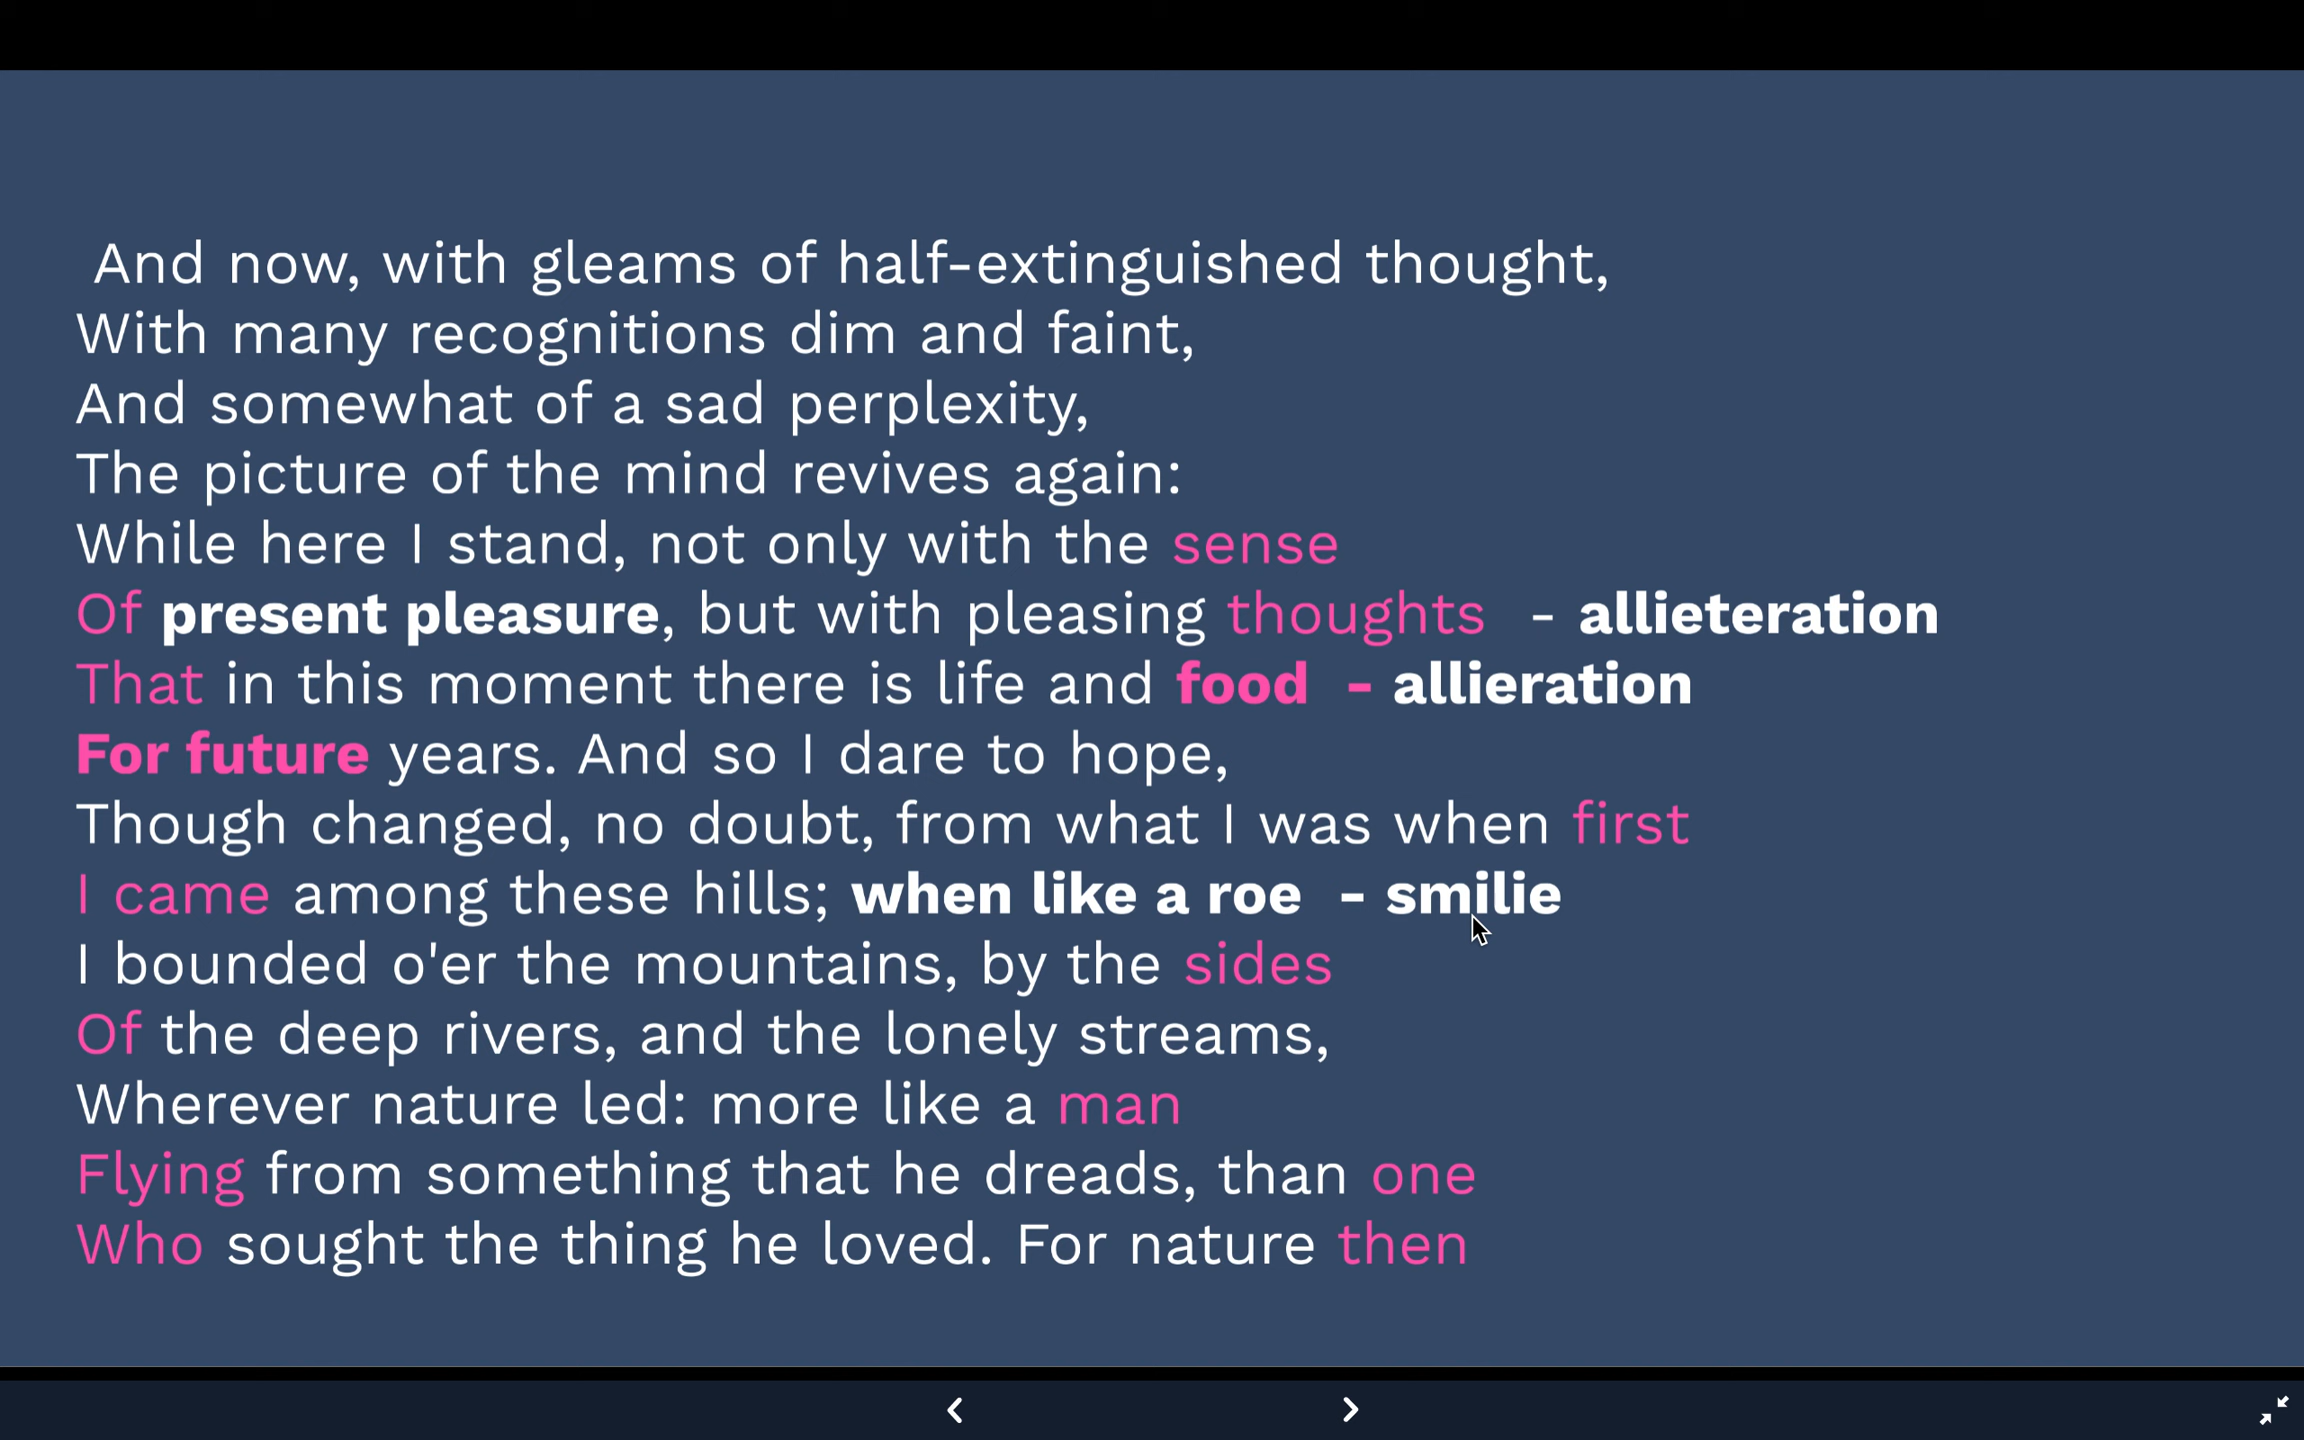 And now, with gleams of half-extinguished thought,
With many recognitions dim and faint,
And somewhat of a sad perplexity,
The picture of the mind revives again:
While here I stand, not only with the sense
Of present pleasure, but with pleasing thoughts - allieteration
That in this moment there is life and food - allieration
For future years. And so I dare to hope,
Though changed, no doubt, from what I was when first
I came among these hills; when like a roe - smilie
I bounded o'er the mountains, by the sides
Of the deep rivers, and the lonely streams,
Wherever nature led: more like a man
Flying from something that he dreads, than one
Who sought the thing he loved. For nature then